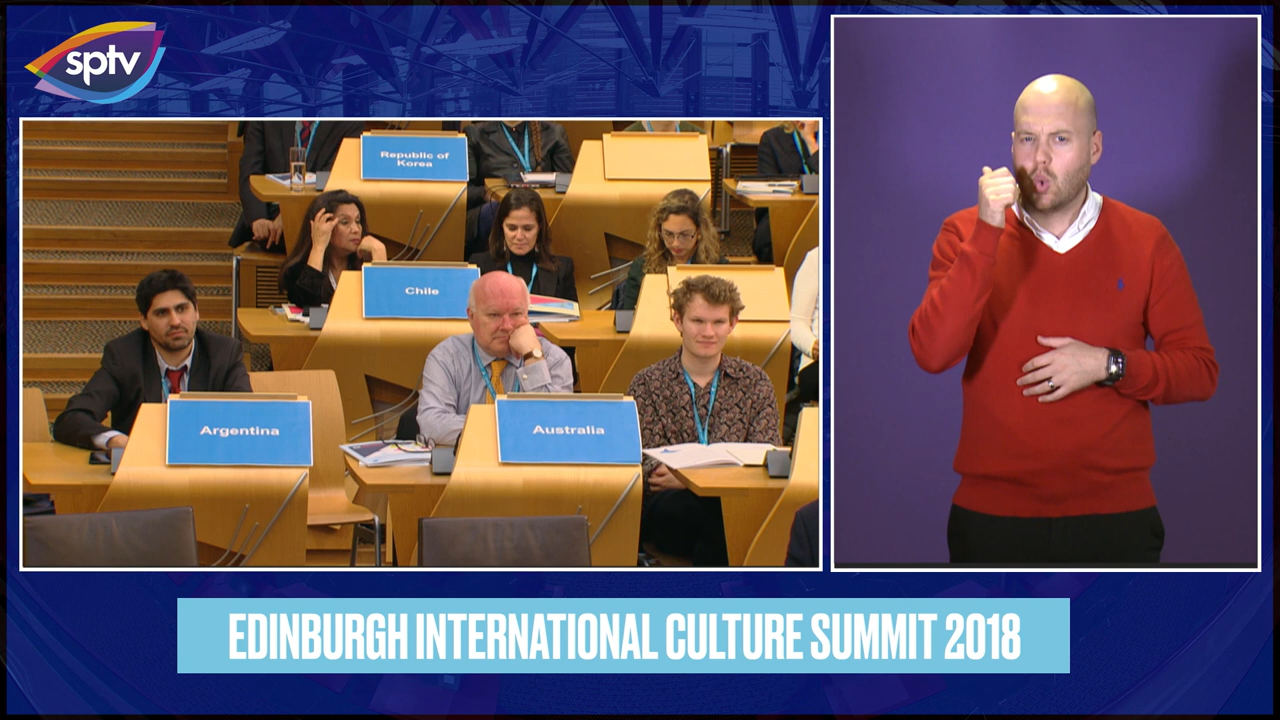 sptv
Republic of
Korea
Chile
Argentina
Australia
EDINBURGH INTERNATIONAL CULTURE SUMMIT 2018